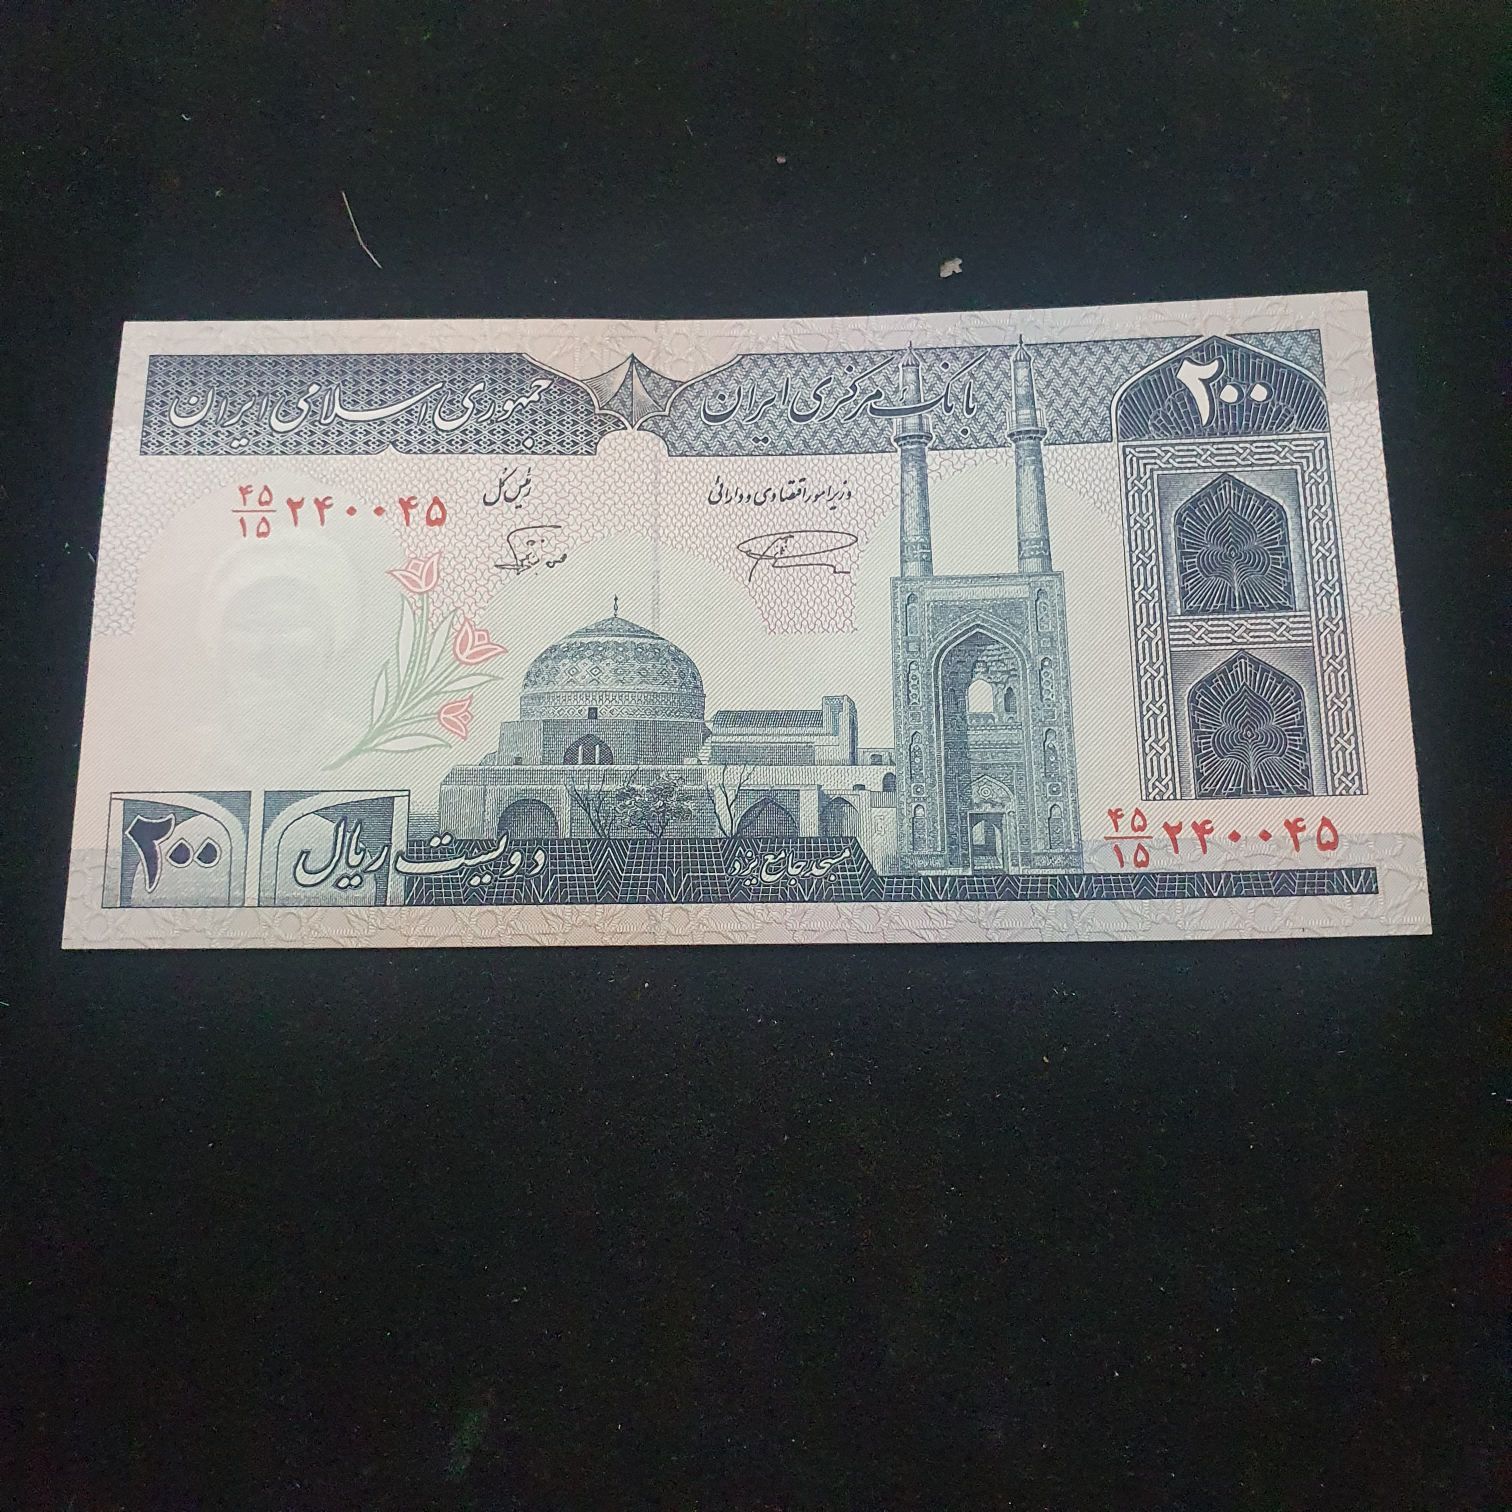 جمهوری اسلامی ایران
بانک مرکزی ایران
۲۰۰
۴۵/۱۵ ۲۴۰۰۴۵
رئیس کل
وزیر امور اقتصادی و دارائی
۴۵/۱۵ ۲۴۰۰۴۵
۲۰۰
دویست ریال
مسجد جامع یزد